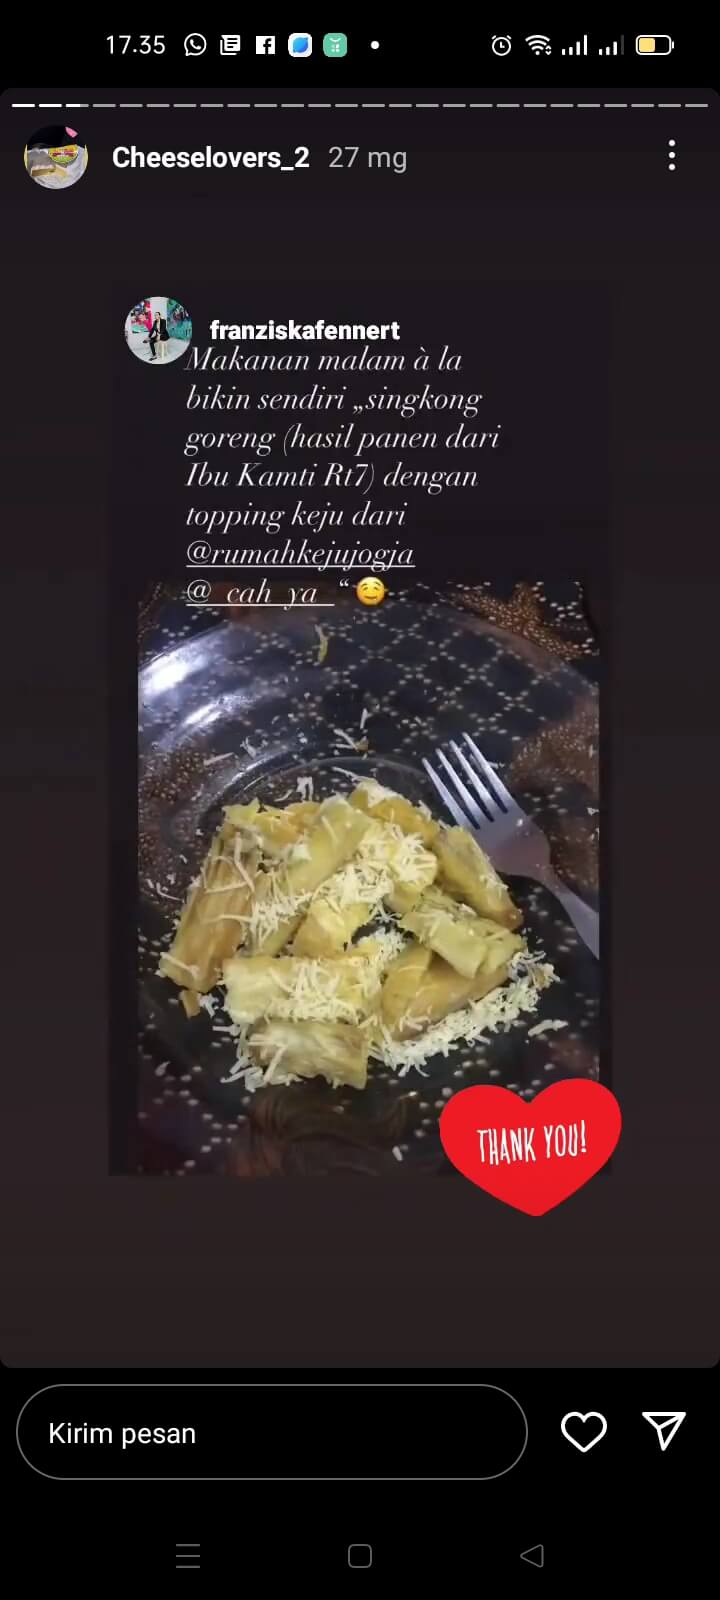 17.35
Cheeselovers_2 27 mg
franziskafennert
Makanan malam à la
bikin sendiri „singkong
goreng (hasil panen dari
Ibu Kamti Rt7) dengan
topping keju dari
@rumahkejujogja
@_cah_ya_“🤤
THANK YOU!
Kirim pesan